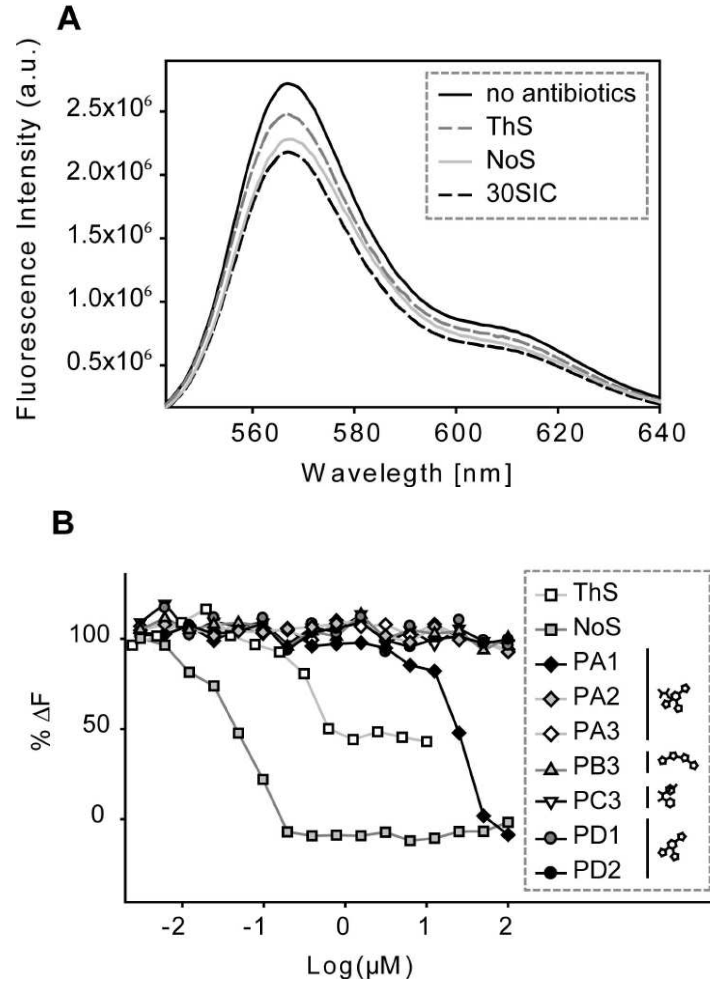 A
Fluorescence Intensity (a.u.)
2.5x10⁶
2.0x10⁶
1.5x10⁶
1.0x10⁶
0.5x10⁶
no antibiotics
ThS
NoS
30SIC
560
580
600
620
640
Wavelegth [nm]
B
% ΔF
100
50
0
-2
-1
0
1
2
Log(µM)
ThS
NoS
PA1
PA2
PA3
PB3
PC3
PD1
PD2